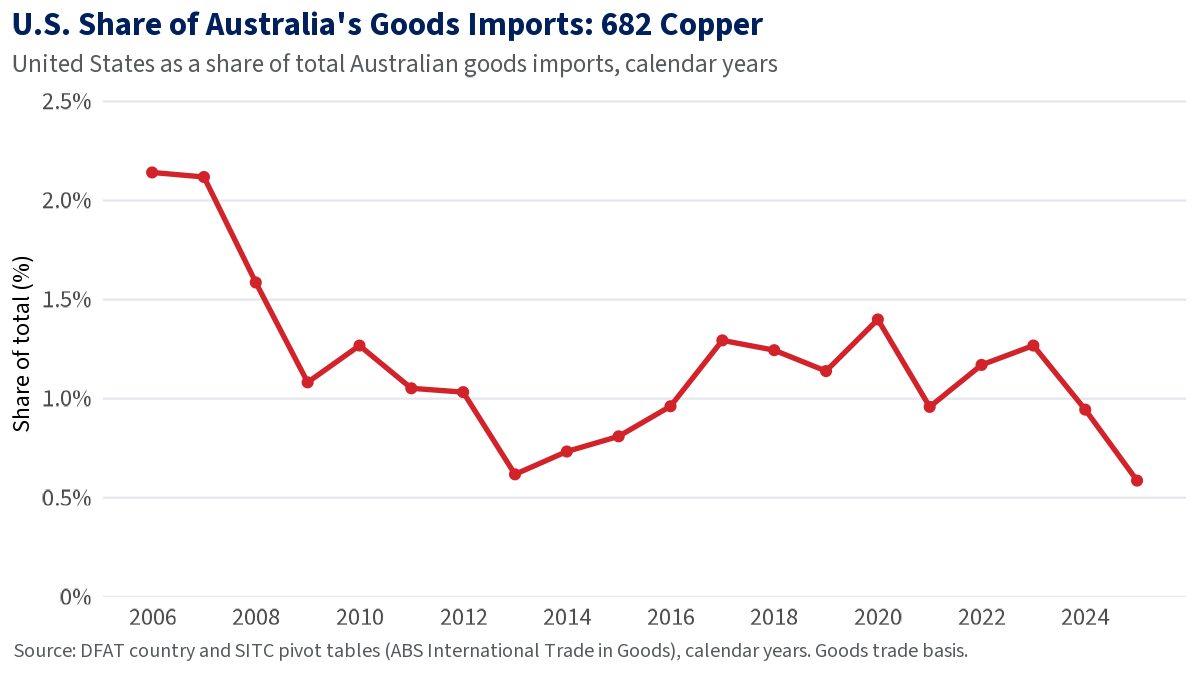 U.S. Share of Australia's Goods Imports: 682 Copper
United States as a share of total Australian goods imports, calendar years
Share of total (%)
2.5%
2.0%
1.5%
1.0%
0.5%
0%
2006 2008 2010 2012 2014 2016 2018 2020 2022 2024
Source: DFAT country and SITC pivot tables (ABS International Trade in Goods), calendar years. Goods trade basis.